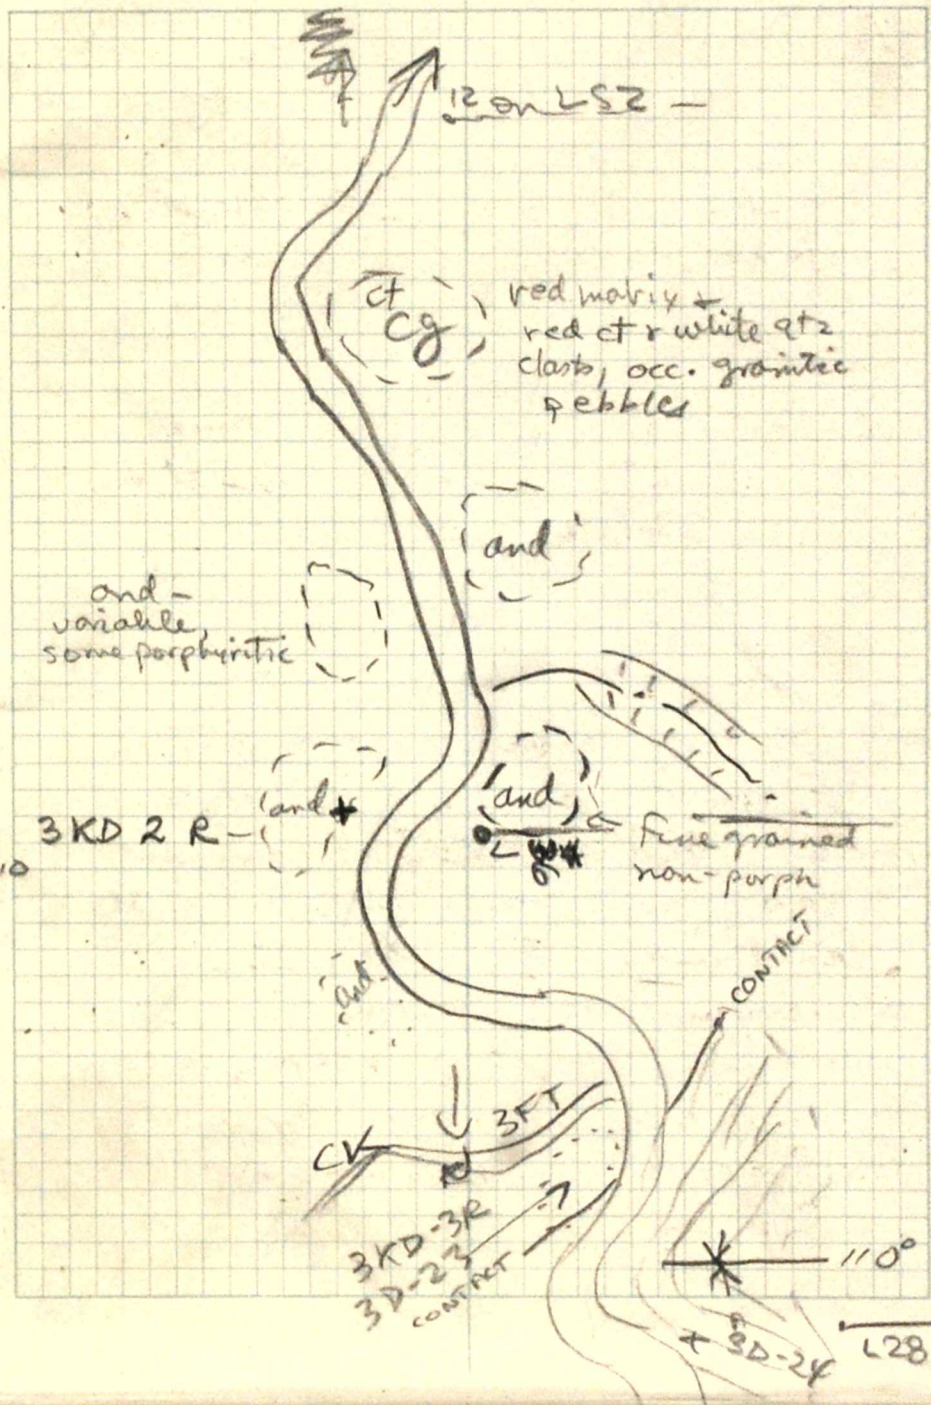 12 on LSZ –
ct
cg
red matrix +
red ct & white qtz
clasts, occ. granitic
pebbles
and
and –
variable,
some porphyritic
and
3KD 2 R
and
Fine grained
non-porph
10
and
CONTACT
3FT
CV
3KD-3R
3D-23
CONTACT
110°
3D-24
L28